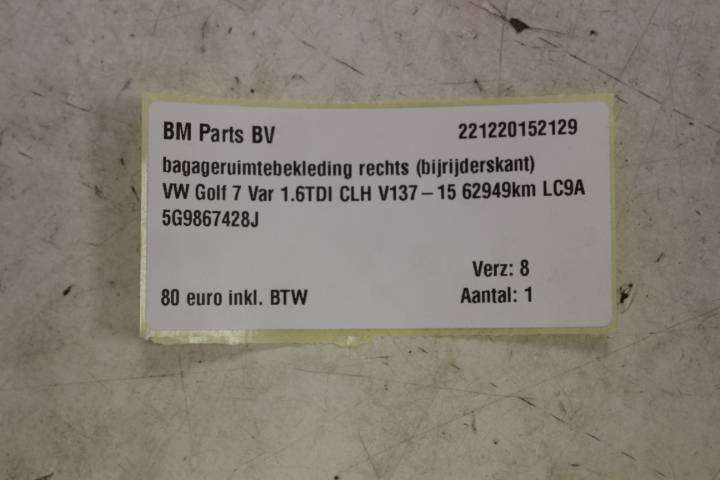 BM Parts BV 221220152129
bagageruimtebekleding rechts (bijrijderskant)
VW Golf 7 Var 1.6TDI CLH V137–15 62949km LC9A
5G9867428J
Verz: 8
80 euro inkl. BTW Aantal: 1